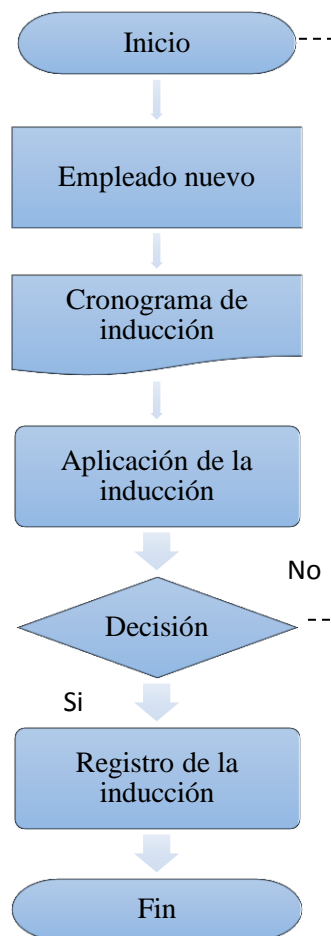 Inicio
Empleado nuevo
Cronograma de
inducción
Aplicación de la
inducción
No
Decisión
Si
Registro de la
inducción
Fin